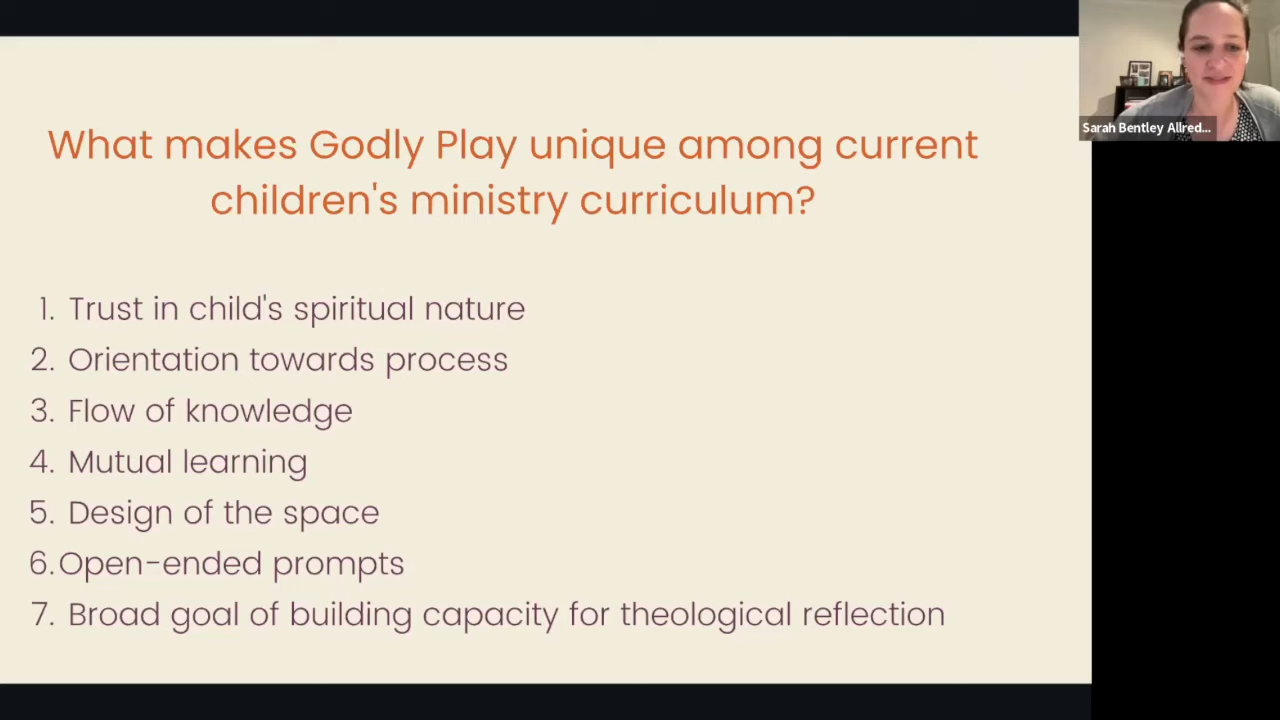 What makes Godly Play unique among current
children's ministry curriculum?
1. Trust in child's spiritual nature
2. Orientation towards process
3. Flow of knowledge
4. Mutual learning
5. Design of the space
6. Open-ended prompts
7. Broad goal of building capacity for theological reflection
Sarah Bentley Allred...